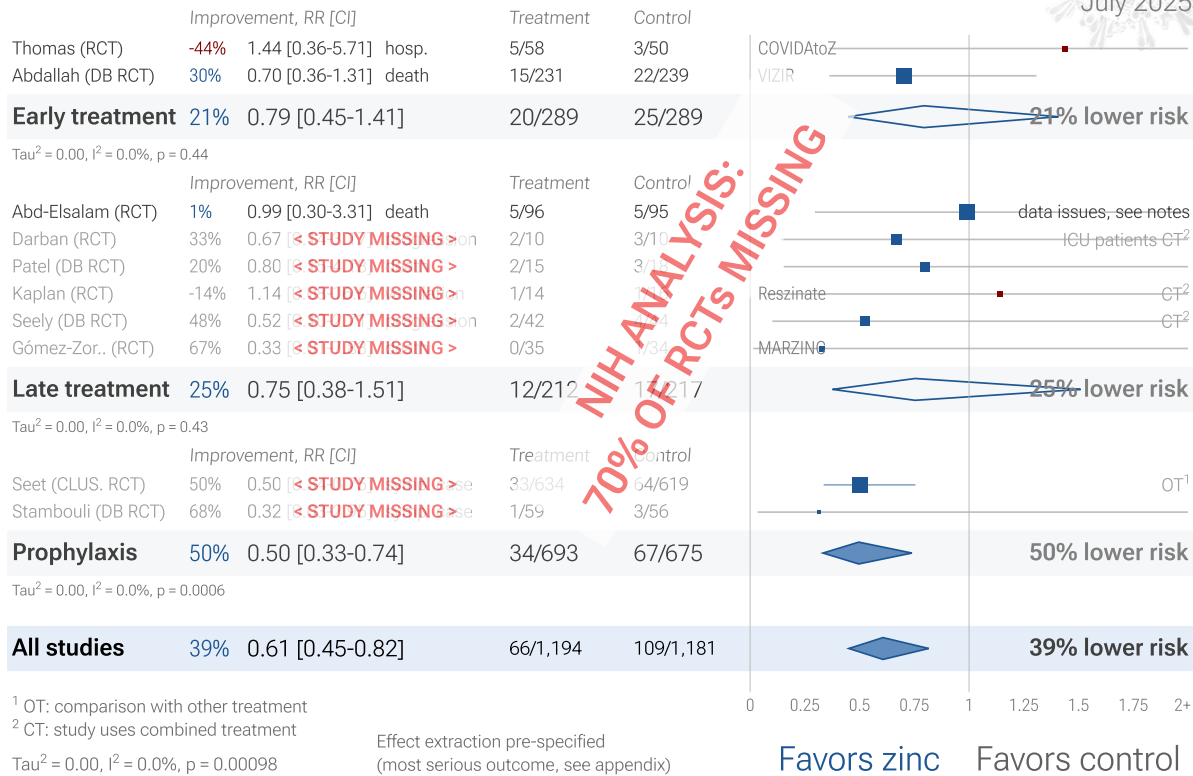 July 2025
Improvement, RR [CI] Treatment Control
Thomas (RCT) -44% 1.44 [0.36-5.71] hosp. 5/58 3/50 COVIDAtoZ
Abdallah (DB RCT) 30% 0.70 [0.36-1.31] death 15/231 22/239 VIZIR
Early treatment 21% 0.79 [0.45-1.41] 20/289 25/289 21% lower risk
Tau² = 0.00, I² = 0.0%, p = 0.44
Improvement, RR [CI] Treatment Control
Abd-Elsalam (RCT) 1% 0.99 [0.30-3.31] death 5/96 5/95 data issues, see notes
Darban (RCT) 33% 0.67 < STUDY MISSING > 2/10 3/10 ICU patients CT²
Patel (DB RCT) 20% 0.80 < STUDY MISSING > 2/15 3/18
Kaplan (RCT) -14% 1.14 < STUDY MISSING > 1/14 Reszinate CT²
Seely (DB RCT) 48% 0.52 < STUDY MISSING > 2/42 CT²
Gómez-Zor.. (RCT) 67% 0.33 < STUDY MISSING > 0/35 1/34 MARZINC
Late treatment 25% 0.75 [0.38-1.51] 12/212 17/217 25% lower risk
Tau² = 0.00, I² = 0.0%, p = 0.43
Improvement, RR [CI] Treatment Control
Seet (CLUS. RCT) 50% 0.50 < STUDY MISSING > 33/634 64/619 OT¹
Stambouli (DB RCT) 68% 0.32 < STUDY MISSING > 1/59 3/56
Prophylaxis 50% 0.50 [0.33-0.74] 34/693 67/675 50% lower risk
Tau² = 0.00, I² = 0.0%, p = 0.0006
NIH ANALYSIS:
70% OF RCTs MISSING
All studies 39% 0.61 [0.45-0.82] 66/1,194 109/1,181 39% lower risk
0 0.25 0.5 0.75 1 1.25 1.5 1.75 2+
¹ OT: comparison with other treatment
² CT: study uses combined treatment
Tau² = 0.00, I² = 0.0%, p = 0.00098
Effect extraction pre-specified
(most serious outcome, see appendix)
Favors zinc Favors control